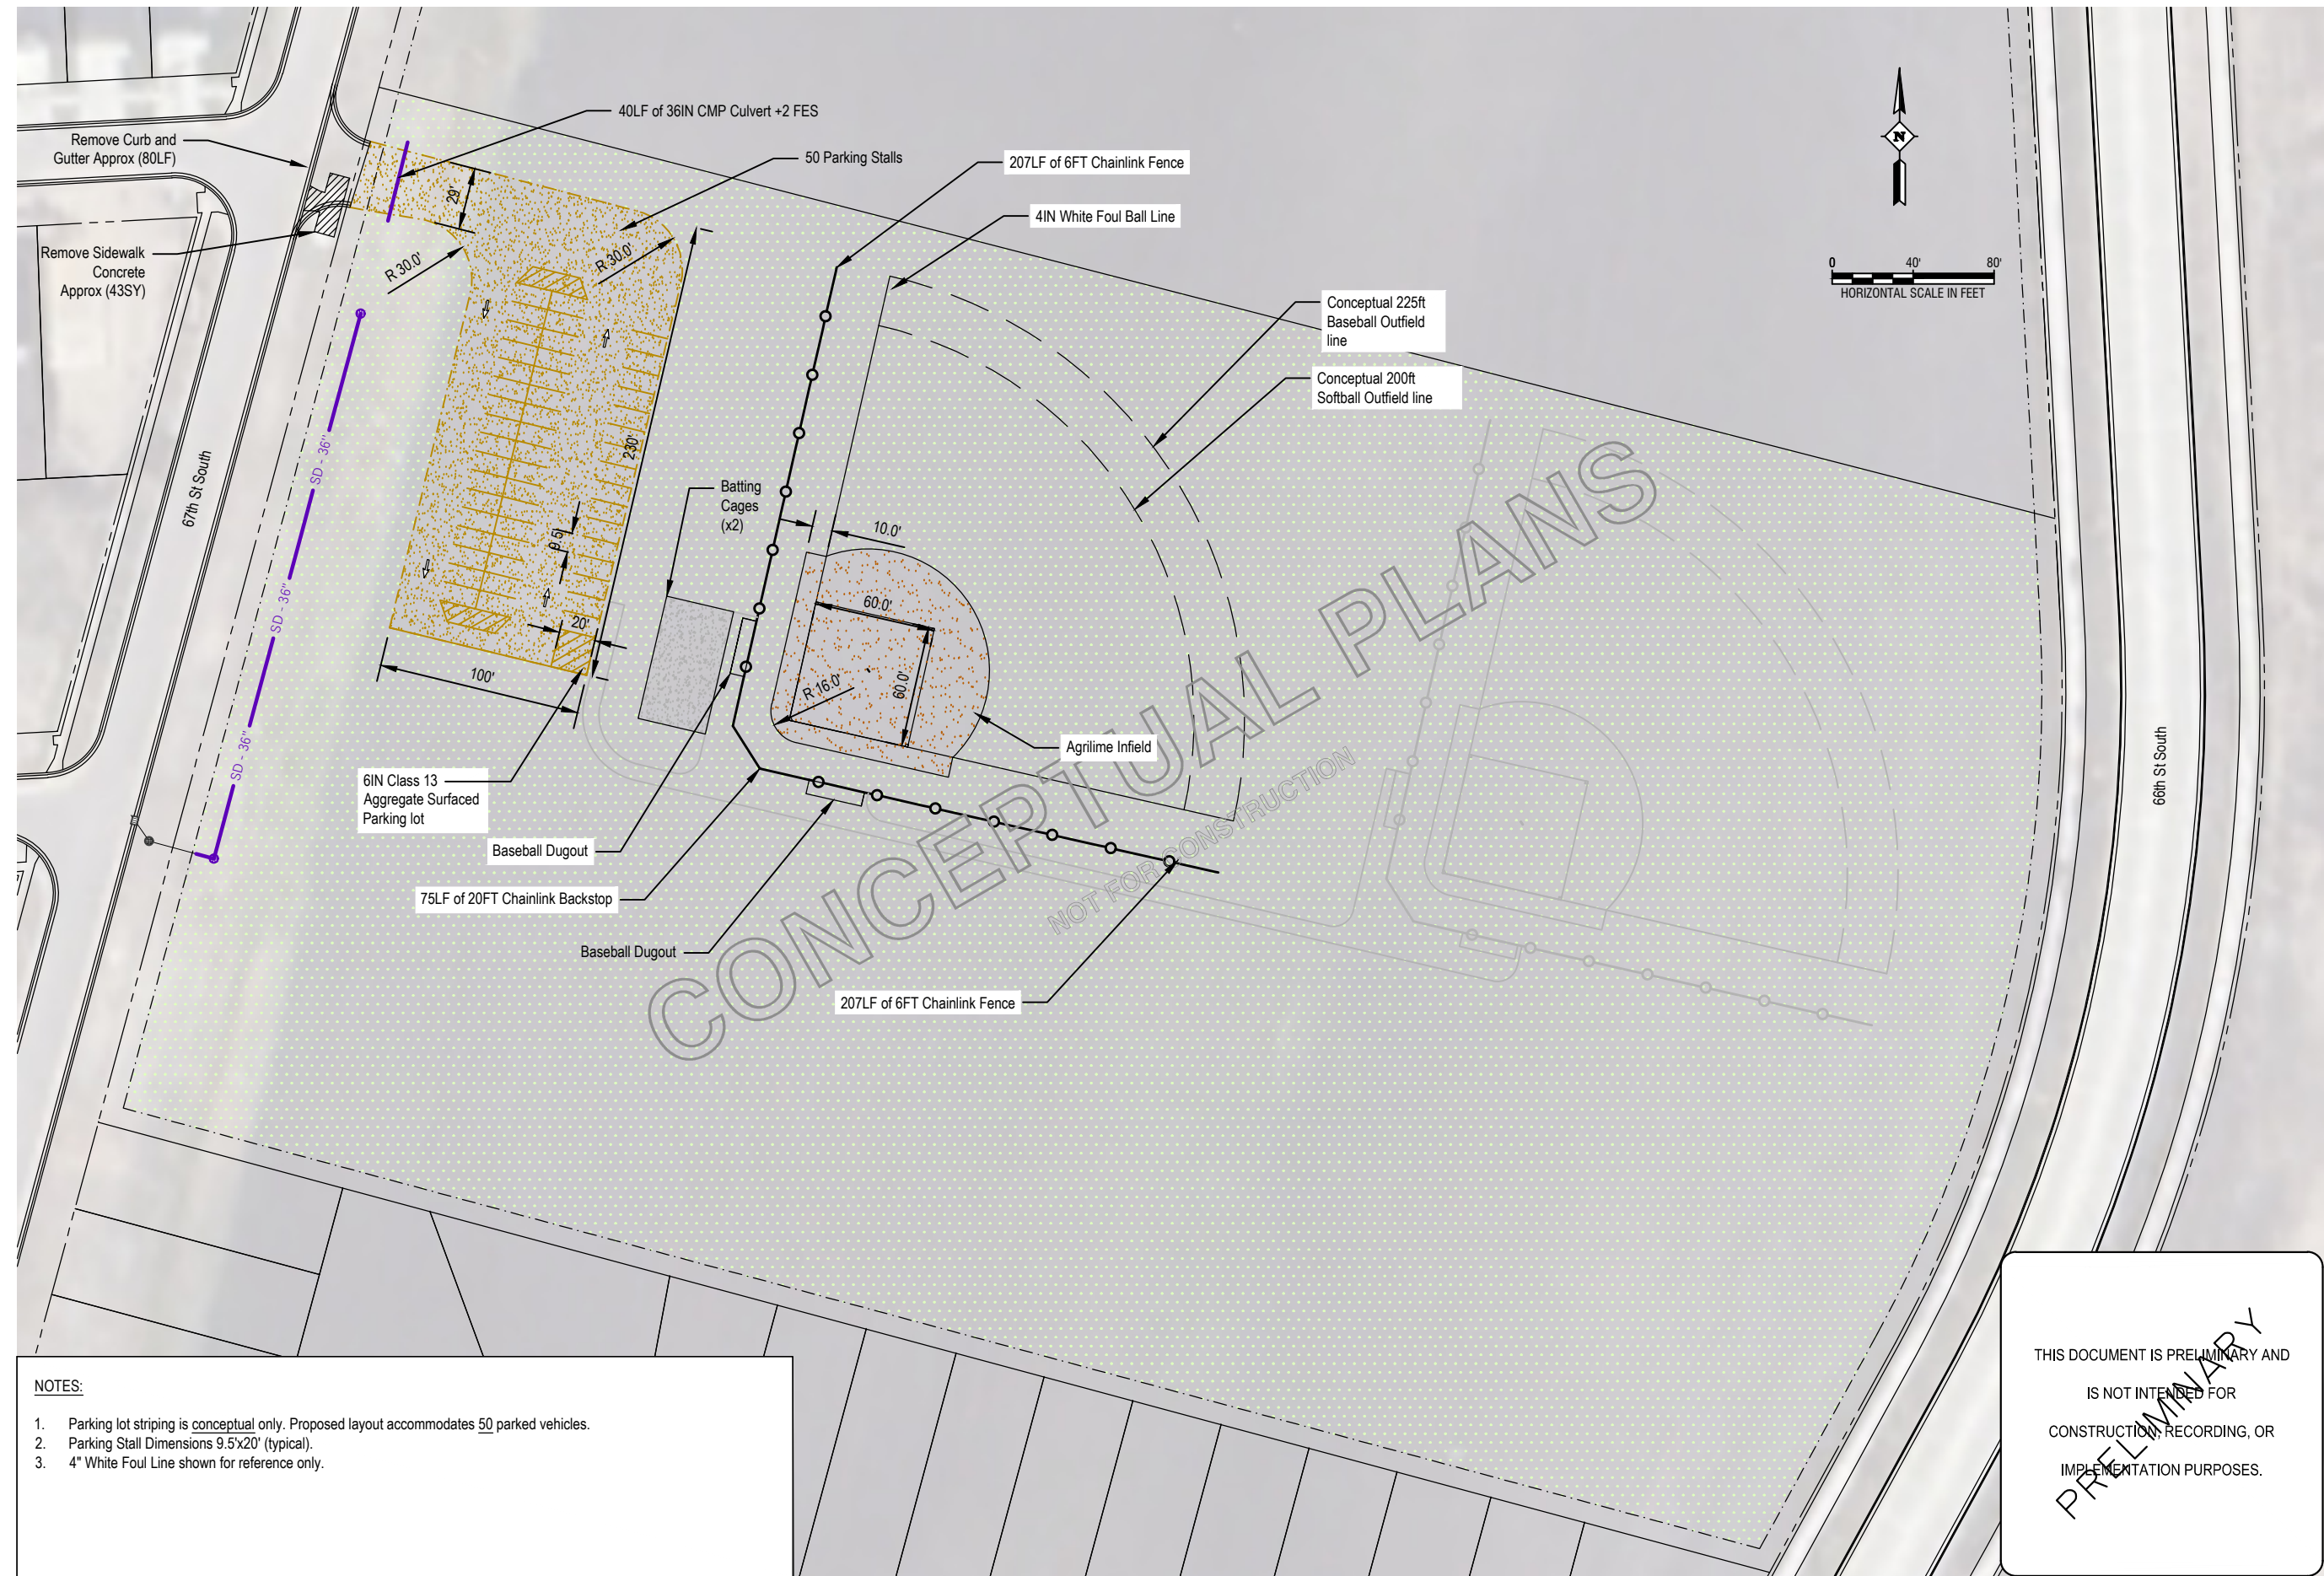 40LF of 36IN CMP Culvert +2 FES
Remove Curb and
Gutter Approx (80LF)
50 Parking Stalls
207LF of 6FT Chainlink Fence
4IN White Foul Ball Line
N
29'
Remove Sidewalk
Concrete
Approx (43SY)
R 30.0'
R 30.0'
0 40' 80'
HORIZONTAL SCALE IN FEET
Conceptual 225ft
Baseball Outfield
line
Conceptual 200ft
Softball Outfield line
230'
SD - 36"
67th St South
Batting
Cages
(x2)
10.0'
9.5'
SD - 36"
60.0'
20'
100'
R 16.0'
60.0'
SD - 36"
Agrilime Infield
66th St South
6IN Class 13
Aggregate Surfaced
Parking lot
Baseball Dugout
75LF of 20FT Chainlink Backstop
Baseball Dugout
207LF of 6FT Chainlink Fence
CONCEPTUAL PLANS
NOT FOR CONSTRUCTION
NOTES:
1. Parking lot striping is conceptual only. Proposed layout accommodates 50 parked vehicles.
2. Parking Stall Dimensions 9.5'x20' (typical).
3. 4" White Foul Line shown for reference only.
THIS DOCUMENT IS PRELIMINARY AND
IS NOT INTENDED FOR
CONSTRUCTION, RECORDING, OR
IMPLEMENTATION PURPOSES.
PRELIMINARY